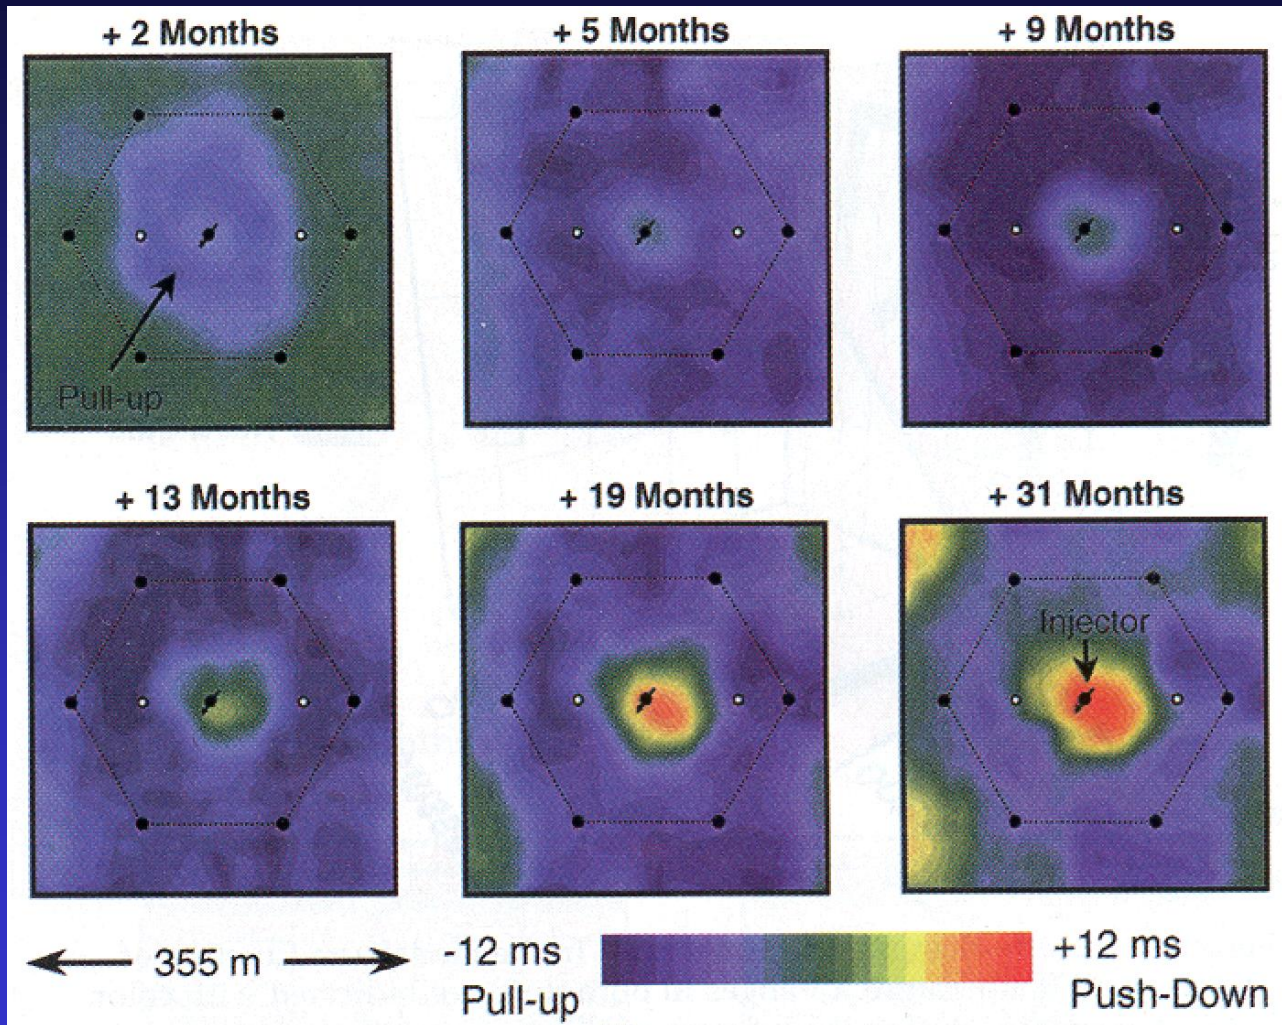 + 2 Months
+ 5 Months
+ 9 Months
Pull-up
+ 13 Months
+ 19 Months
+ 31 Months
Injector
355 m
-12 ms
Pull-up
+12 ms
Push-Down